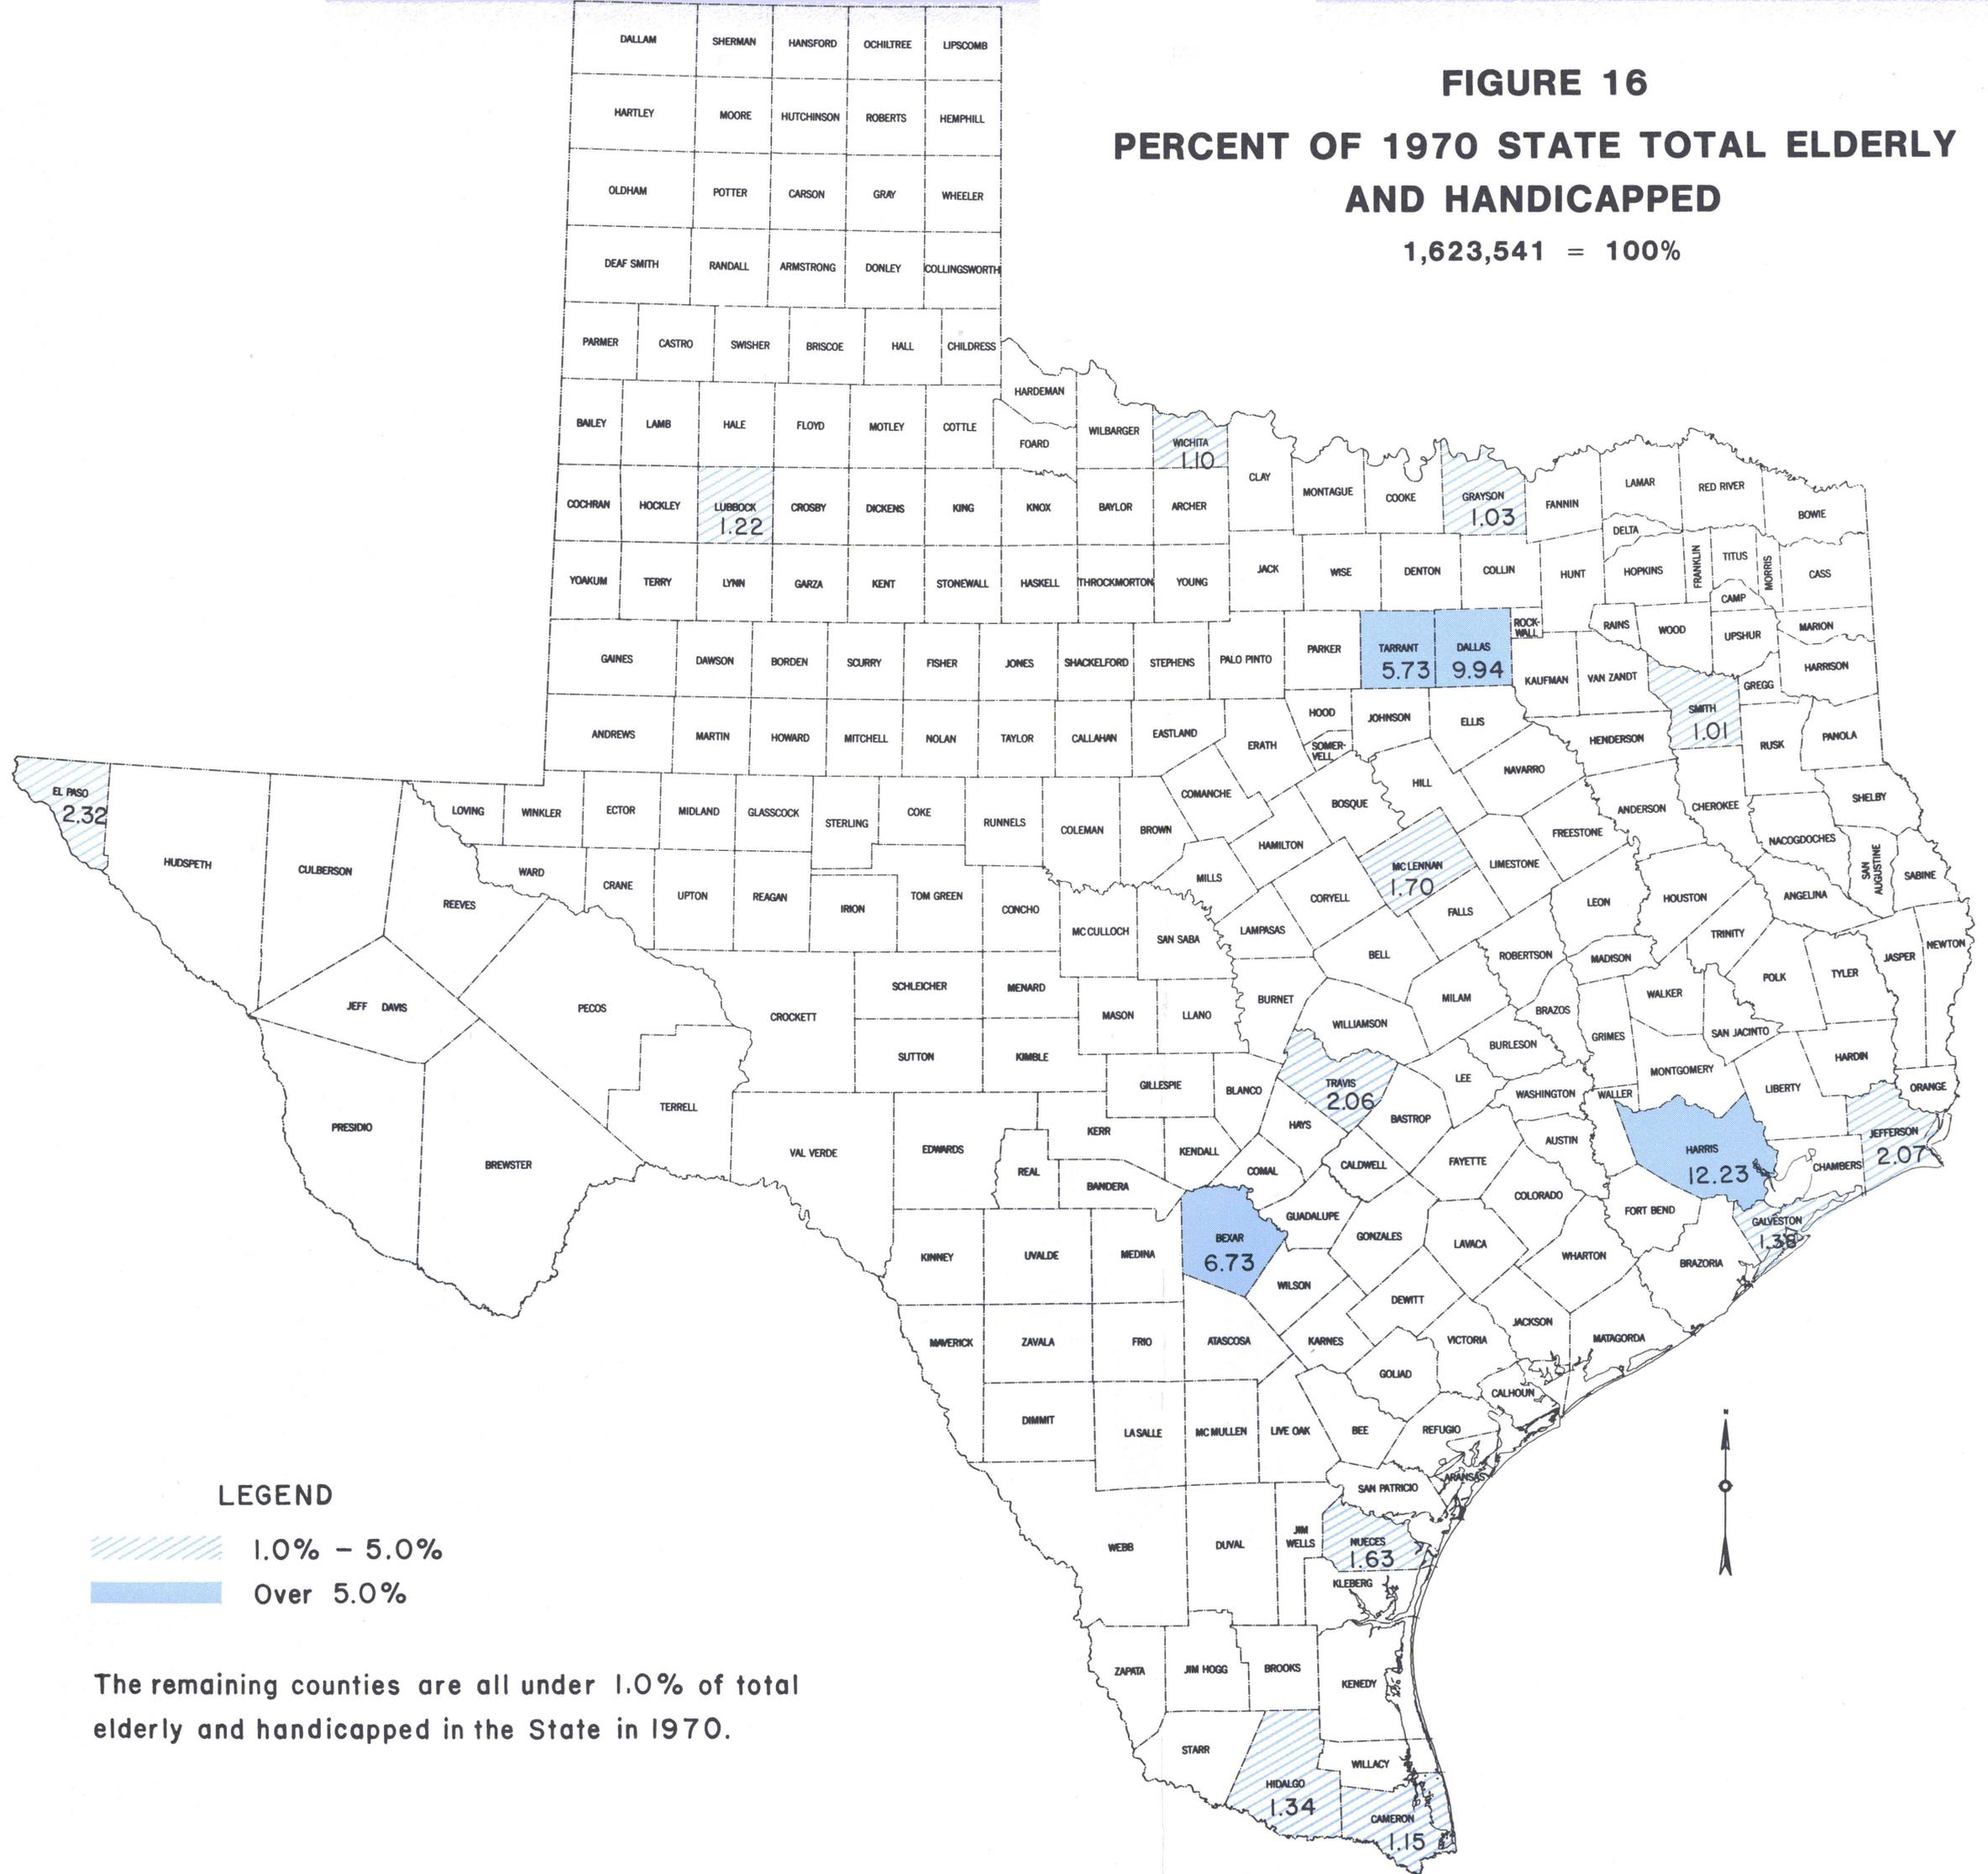 FIGURE 16
PERCENT OF 1970 STATE TOTAL ELDERLY
AND HANDICAPPED
1,623,541 = 100%
DALLAM SHERMAN HANSFORD OCHILTREE LIPSCOMB
HARTLEY MOORE HUTCHINSON ROBERTS HEMPHILL
OLDHAM POTTER CARSON GRAY WHEELER
DEAF SMITH RANDALL ARMSTRONG DONLEY COLLINGSWORTH
PARMER CASTRO SWISHER BRISCOE HALL CHILDRESS
HARDEMAN
BAILEY LAMB HALE FLOYD MOTLEY COTTLE FOARD WILBARGER WICHITA
1.10
CLAY MONTAGUE COOKE GRAYSON FANNIN LAMAR RED RIVER BOWIE
1.03
COCHRAN HOCKLEY LUBBOCK CROSBY DICKENS KING KNOX BAYLOR ARCHER
1.22
DELTA
FRANKLIN TITUS MORRIS CASS
YOAKUM TERRY LYNN GARZA KENT STONEWALL HASKELL THROCKMORTON YOUNG JACK WISE DENTON COLLIN HUNT HOPKINS
CAMP
GAINES DAWSON BORDEN SCURRY FISHER JONES SHACKELFORD STEPHENS PALO PINTO PARKER TARRANT DALLAS
5.73 9.94
ROCK-
WALL
RAINS WOOD UPSHUR MARION
KAUFMAN VAN ZANDT GREGG HARRISON
SMITH
1.01
ANDREWS MARTIN HOWARD MITCHELL NOLAN TAYLOR CALLAHAN EASTLAND ERATH HOOD JOHNSON ELLIS HENDERSON RUSK PANOLA
SOMER-
VELL
EL PASO
2.32
HUDSPETH CULBERSON REEVES
LOVING WINKLER ECTOR MIDLAND GLASSCOCK STERLING COKE RUNNELS COLEMAN BROWN COMANCHE BOSQUE HILL NAVARRO ANDERSON CHEROKEE SHELBY
HAMILTON FREESTONE NACOGDOCHES
WARD CRANE UPTON REAGAN IRION TOM GREEN CONCHO MILLS MC LENNAN LIMESTONE
1.70
SAN
AUGUSTINE
SABINE
CORYELL FALLS LEON HOUSTON ANGELINA
MC CULLOCH SAN SABA LAMPASAS BELL ROBERTSON MADISON TRINITY JASPER NEWTON
JEFF DAVIS PECOS CROCKETT SCHLEICHER MENARD MASON LLANO BURNET WILLIAMSON MILAM BRAZOS WALKER POLK TYLER
GRIMES SAN JACINTO
SUTTON KIMBLE BURLESON MONTGOMERY HARDIN
TERRELL GILLESPIE BLANCO TRAVIS LEE WASHINGTON WALLER LIBERTY ORANGE
2.06
PRESIDIO BREWSTER VAL VERDE EDWARDS KERR KENDALL HAYS BASTROP AUSTIN HARRIS JEFFERSON
12.23 2.07
REAL COMAL CALDWELL FAYETTE CHAMBERS
BANDERA GUADALUPE COLORADO FORT BEND GALVESTON
1.38
KINNEY UVALDE MEDINA BEXAR GONZALES LAVACA WHARTON BRAZORIA
6.73
WILSON DEWITT
MAVERICK ZAVALA FRIO ATASCOSA KARNES VICTORIA JACKSON MATAGORDA
GOLIAD CALHOUN
DIMMIT LA SALLE MC MULLEN LIVE OAK BEE REFUGIO
SAN PATRICIO ARANSAS
WEBB DUVAL JIM
WELLS
NUECES
1.63
KLEBERG
ZAPATA JIM HOGG BROOKS KENEDY
STARR HIDALGO WILLACY
1.34
CAMERON
1.15
LEGEND
1.0% – 5.0%
Over 5.0%
The remaining counties are all under 1.0% of total
elderly and handicapped in the State in 1970.
N